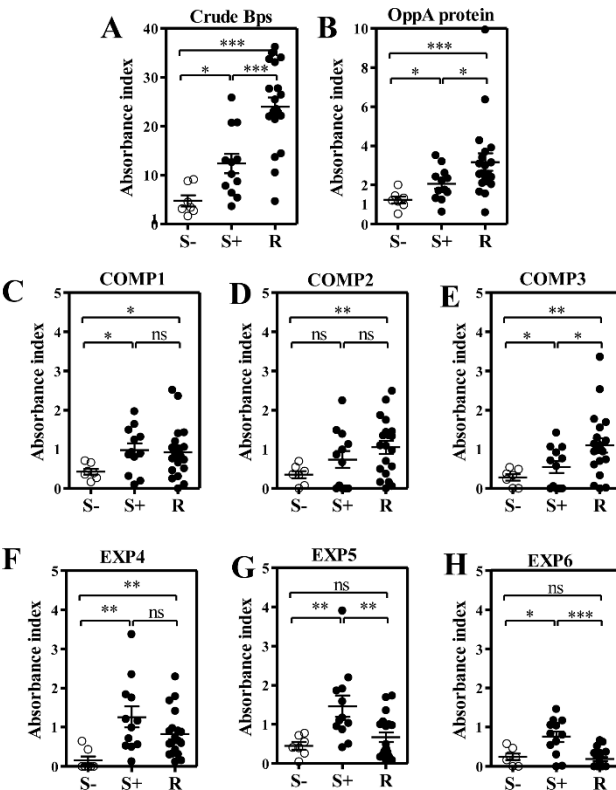 A
Crude Bps
Absorbance index
40
30
20
10
1
***
*
***
S-
S+
R
B
OppA protein
Absorbance index
10
8
6
4
2
0
***
*
*
S-
S+
R
C
COMP1
Absorbance index
5
4
3
2
1
0
*
*
ns
S-
S+
R
D
COMP2
Absorbance index
5
4
3
2
1
0
**
ns
ns
S-
S+
R
E
COMP3
Absorbance index
5
4
3
2
1
0
**
*
*
S-
S+
R
F
EXP4
Absorbance index
5
4
3
2
1
0
**
**
ns
S-
S+
R
G
EXP5
Absorbance index
5
4
3
2
1
0
ns
**
**
S-
S+
R
H
EXP6
Absorbance index
5
4
3
2
1
0
ns
*
***
S-
S+
R